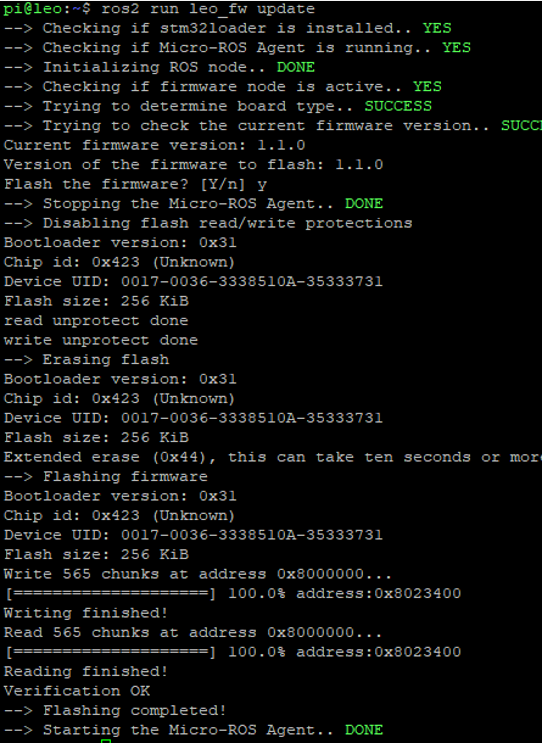 pi@leo:~$ ros2 run leo_fw update
--> Checking if stm32loader is installed.. YES
--> Checking if Micro-ROS Agent is running.. YES
--> Initializing ROS node.. DONE
--> Checking if firmware node is active.. YES
--> Trying to determine board type.. SUCCESS
--> Trying to check the current firmware version.. SUCC
Current firmware version: 1.1.0
Version of the firmware to flash: 1.1.0
Flash the firmware? [Y/n] y
--> Stopping the Micro-ROS Agent.. DONE
--> Disabling flash read/write protections
Bootloader version: 0x31
Chip id: 0x423 (Unknown)
Device UID: 0017-0036-3338510A-35333731
Flash size: 256 KiB
read unprotect done
write unprotect done
--> Erasing flash
Bootloader version: 0x31
Chip id: 0x423 (Unknown)
Device UID: 0017-0036-3338510A-35333731
Flash size: 256 KiB
Extended erase (0x44), this can take ten seconds or more
--> Flashing firmware
Bootloader version: 0x31
Chip id: 0x423 (Unknown)
Device UID: 0017-0036-3338510A-35333731
Flash size: 256 KiB
Write 565 chunks at address 0x8000000...
[====================] 100.0% address:0x8023400
Writing finished!
Read 565 chunks at address 0x8000000...
[====================] 100.0% address:0x8023400
Reading finished!
Verification OK
--> Flashing completed!
--> Starting the Micro-ROS Agent.. DONE